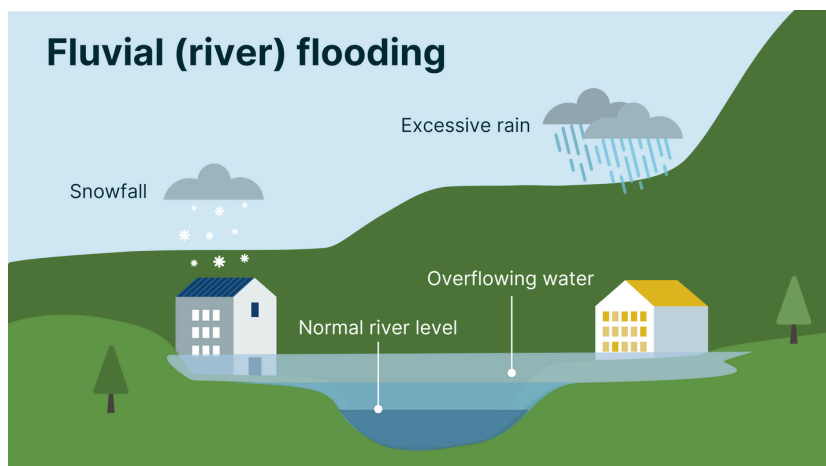 Fluvial (river) flooding
Excessive rain
Snowfall
Overflowing water
Normal river level